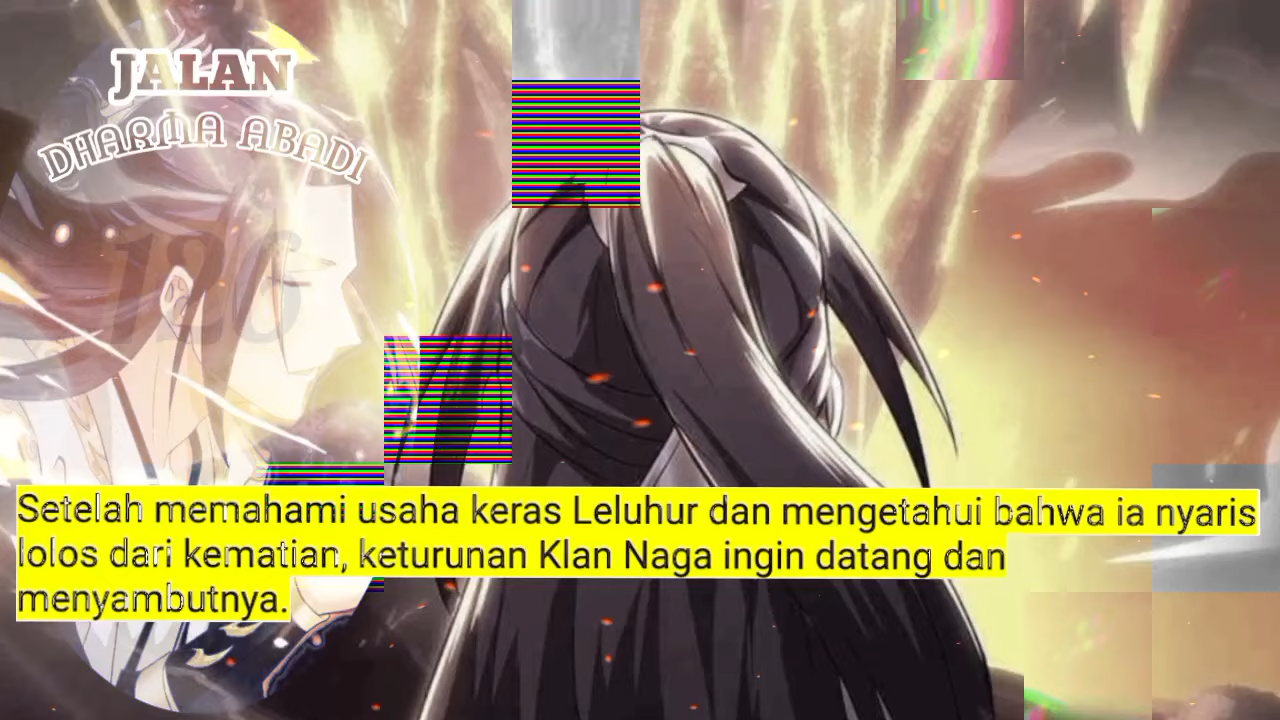 JALAN
DHARMA ABADI
126
Setelah memahami usaha keras Leluhur dan mengetahui bahwa ia nyaris
lolos dari kematian, keturunan Klan Naga ingin datang dan
menyambutnya.